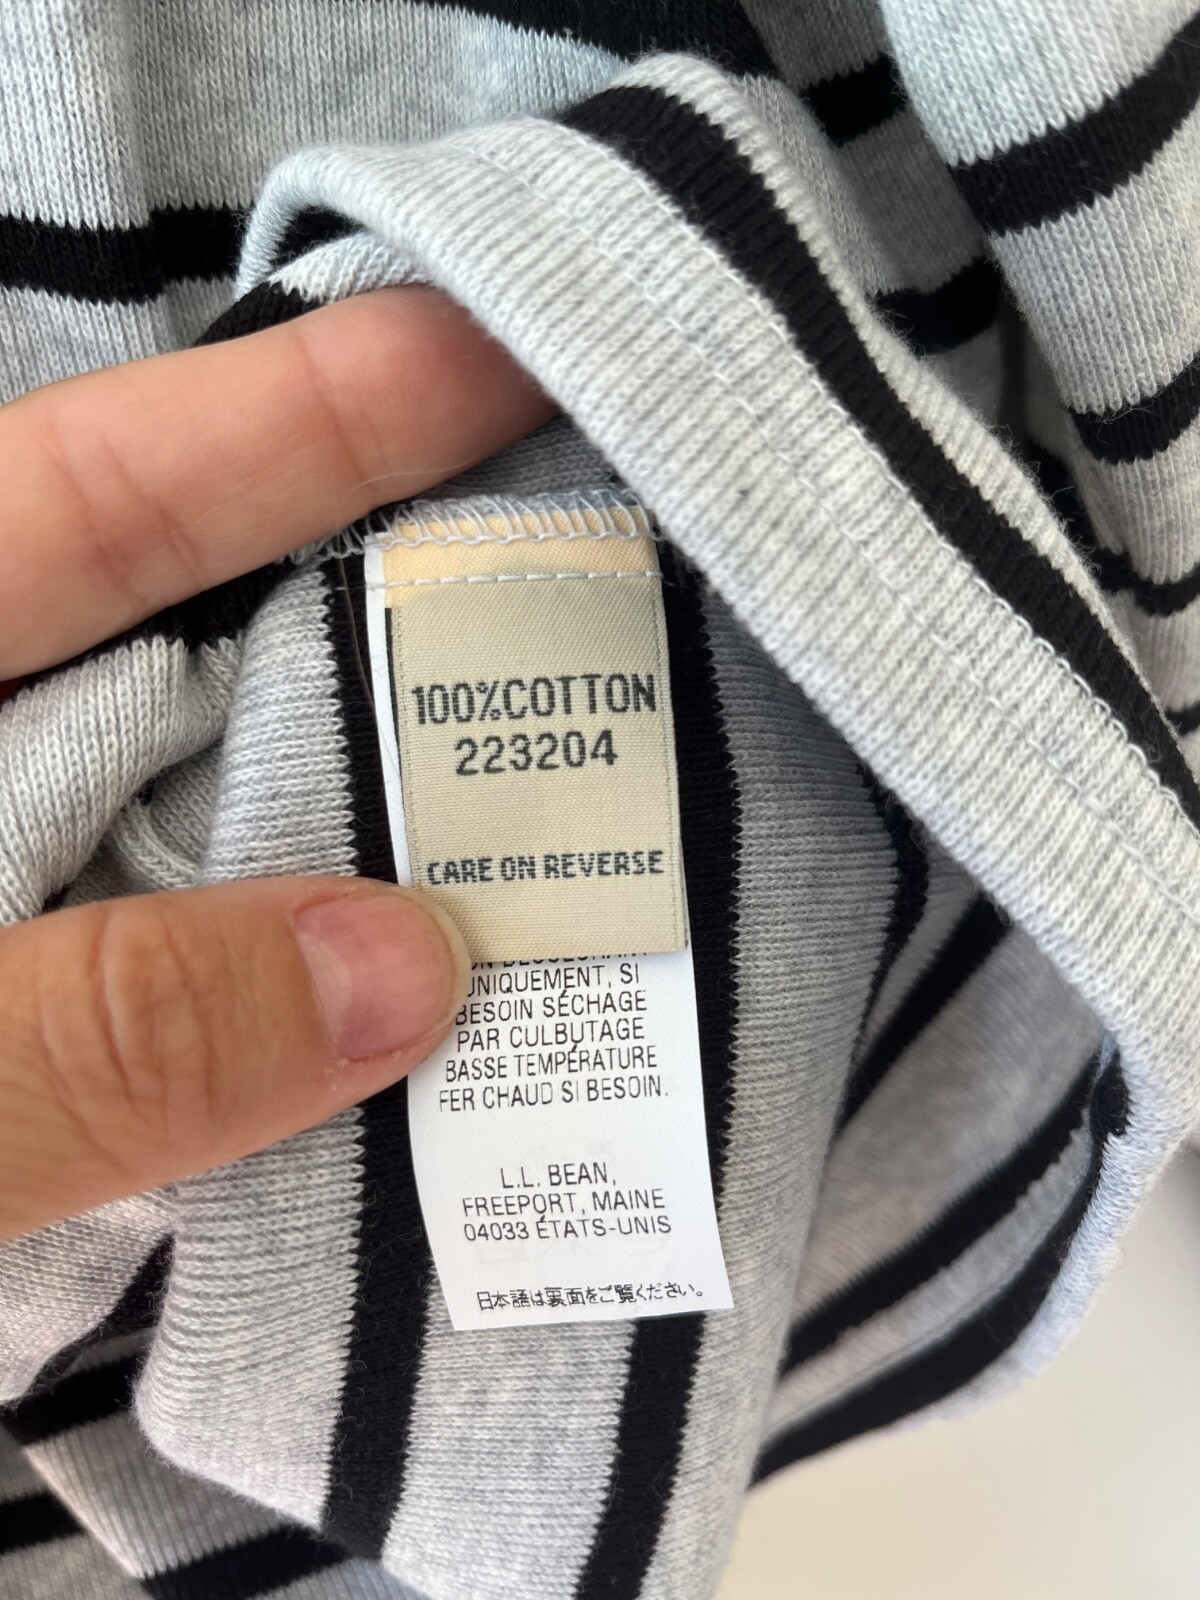 100%COTTON
223204
CARE ON REVERSE
UNIQUEMENT, SI
BESOIN SÉCHAGE
PAR CULBUTAGE
BASSE TEMPÉRATURE
FER CHAUD SI BESOIN.
L.L. BEAN,
FREEPORT, MAINE
04033 ÉTATS-UNIS
日本語は裏面をご覧ください。